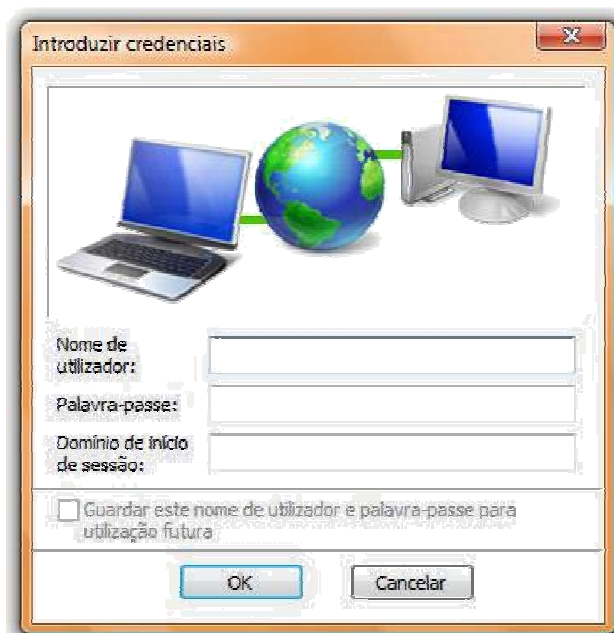 Introduzir credenciais
Nome de
utilizador:
Palavra-passe:
Domínio de início
de sessão:
Guardar este nome de utilizador e palavra-passe para
utilização futura
OK
Cancelar